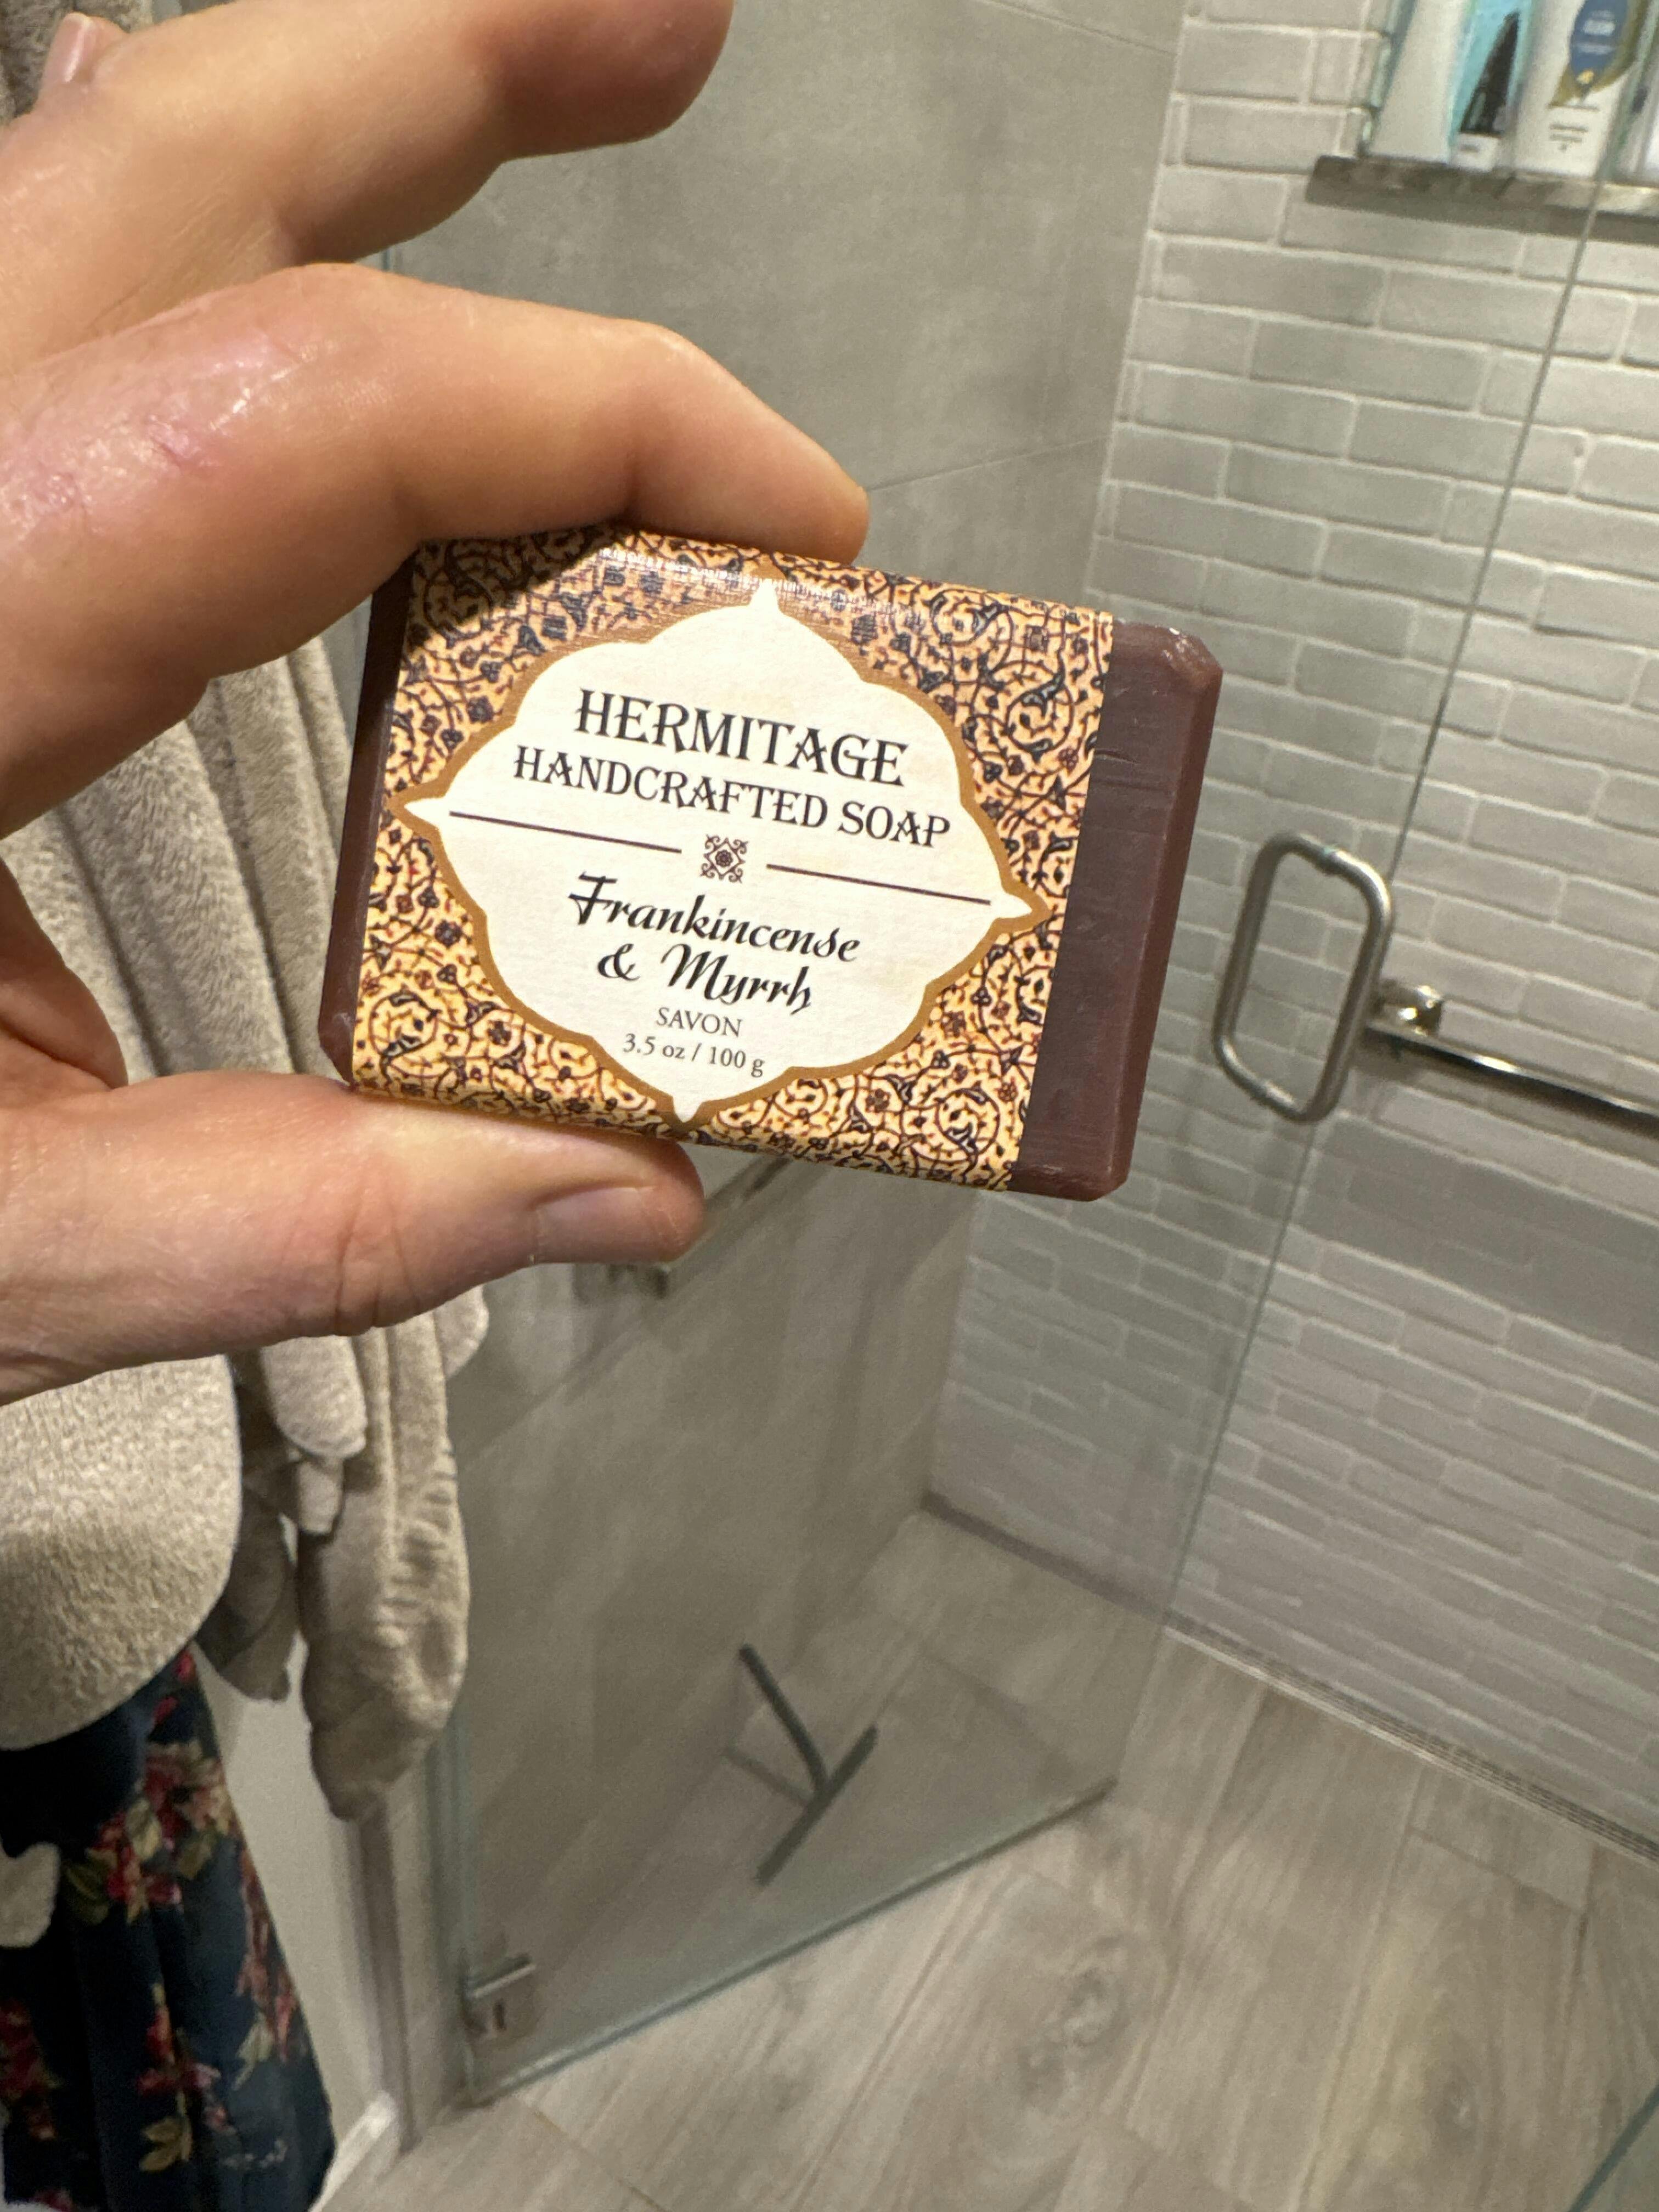 HERMITAGE
HANDCRAFTED SOAP
Frankincense
& Myrrh
SAVON
3.5 oz / 100 g